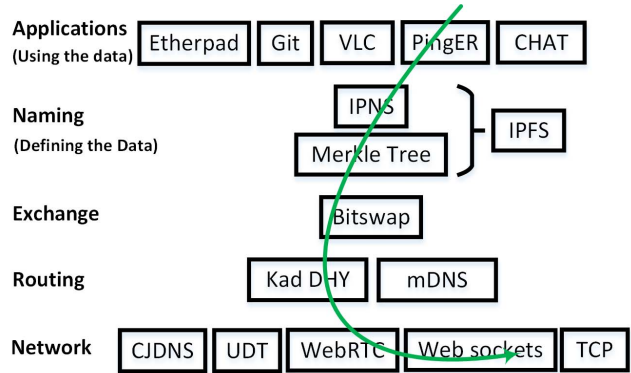 Applications
(Using the data)
Etherpad
Git
VLC
PingER
CHAT
Naming
(Defining the Data)
IPNS
Merkle Tree
IPFS
Exchange
Bitswap
Routing
Kad DHY
mDNS
Network
CJDNS
UDT
WebRTC
Web sockets
TCP